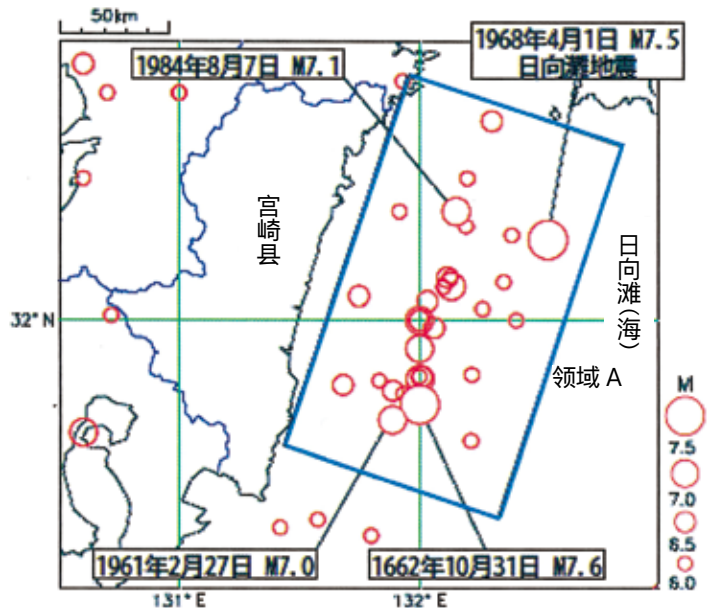 50km
1968年4月1日 M7.5
日向灘地震
1984年8月7日 M7.1
宫崎县
日向滩(海)
32°N
领域 A
M
7.5
7.0
6.5
6.0
1961年2月27日 M7.0
1662年10月31日 M7.6
131°E
132°E